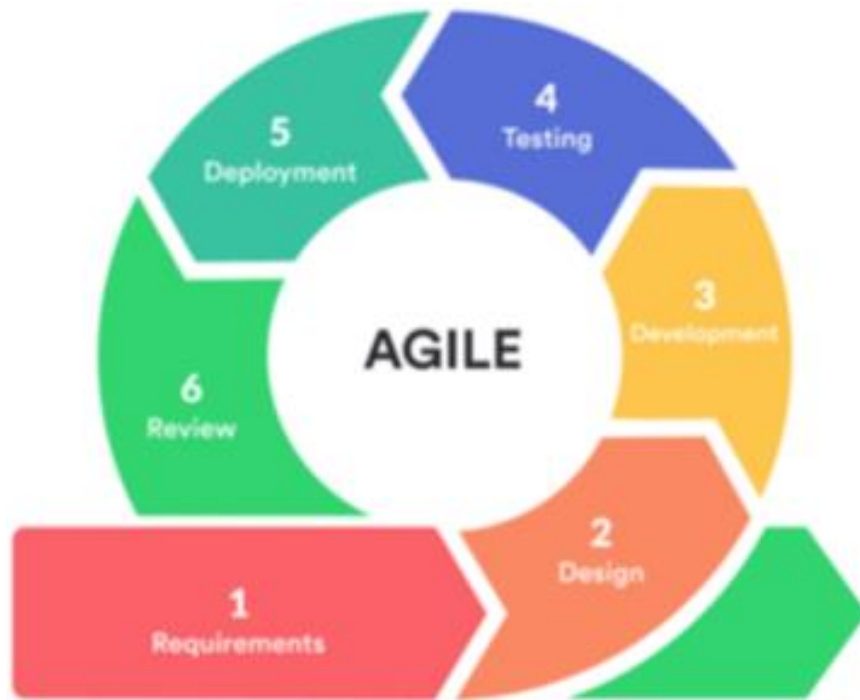 5
Deployment
4
Testing
3
Development
AGILE
6
Review
2
Design
1
Requirements